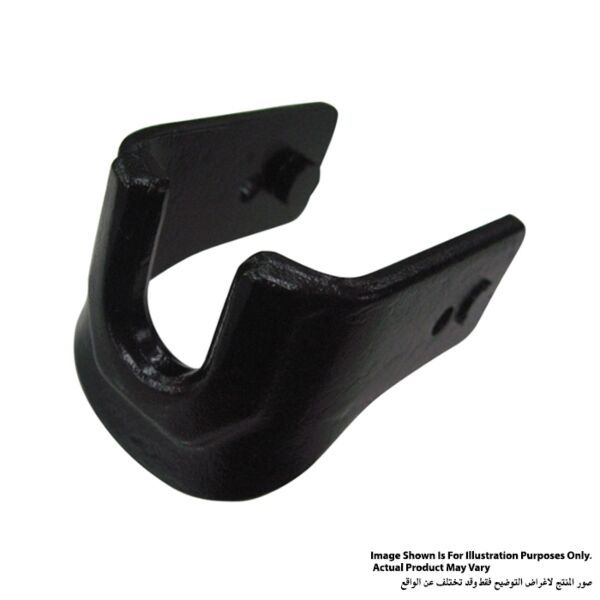 Image Shown Is For Illustration Purposes Only.
Actual Product May Vary
صور المنتج لاغراض التوضيح فقط وقد تختلف عن الواقع